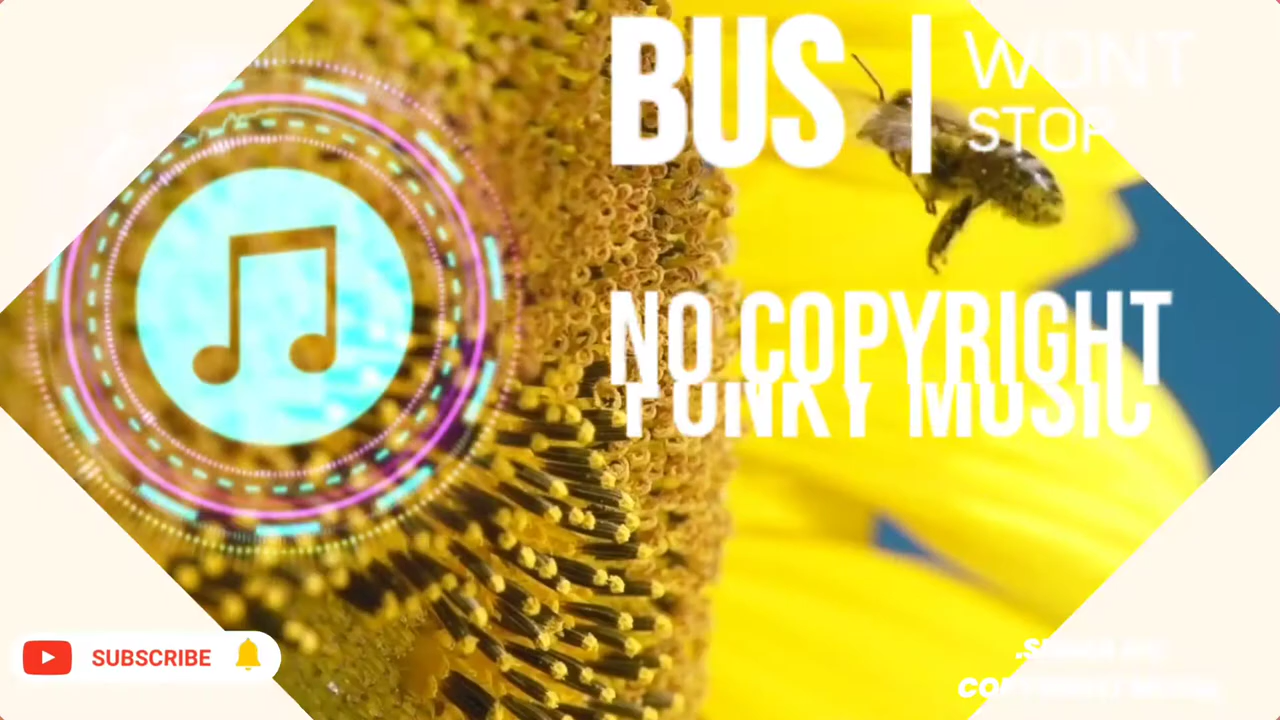 BUS | WONT
STOP
NO COPYRIGHT
FUNKY MUSIC
SUBSCRIBE